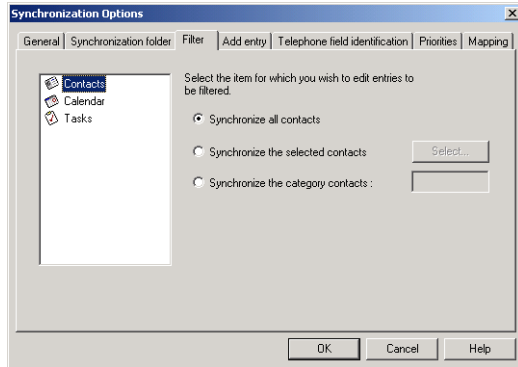 Synchronization Options
General Synchronization folder Filter Add entry Telephone field identification Priorities Mapping
Contacts
Calendar
Tasks
Select the item for which you wish to edit entries to
be filtered.
Synchronize all contacts
Synchronize the selected contacts Select...
Synchronize the category contacts :
OK Cancel Help